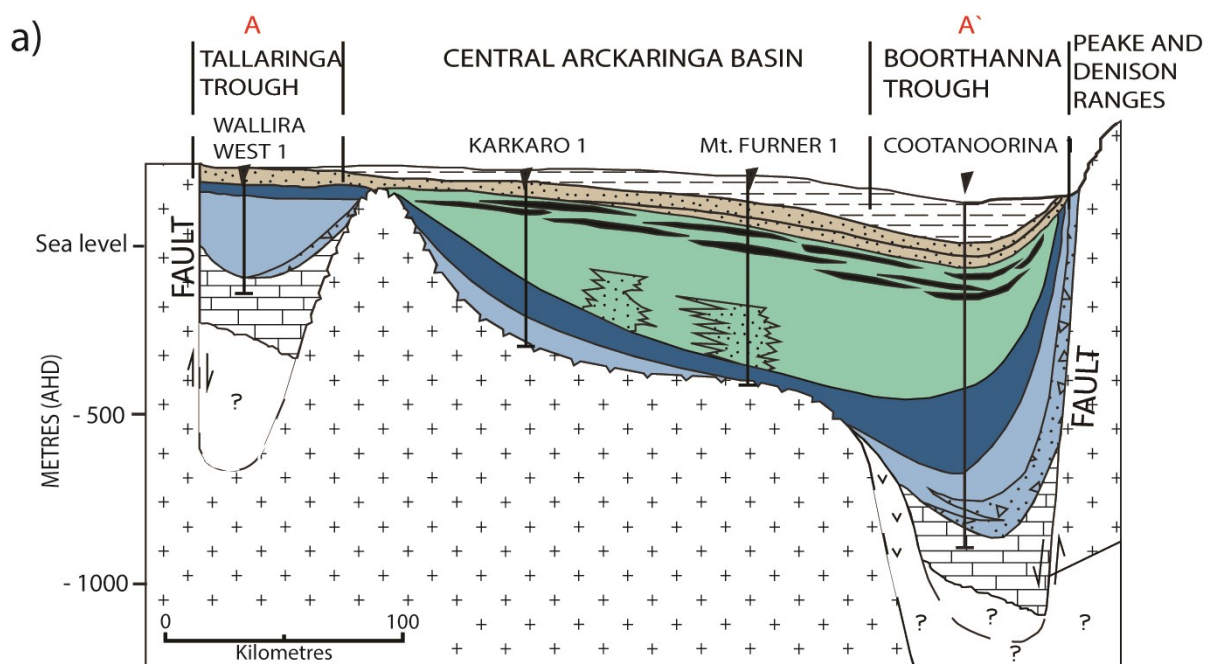 a)
A
A`
TALLARINGA
TROUGH
CENTRAL ARCKARINGA BASIN
BOORTHANNA
TROUGH
PEAKE AND
DENISON
RANGES
WALLIRA
WEST 1
KARKARO 1
Mt. FURNER 1
COOTANOORINA 1
Sea level
- 500
- 1000
METRES (AHD)
FAULT
FAULT
?
?
?
?
0
100
Kilometres